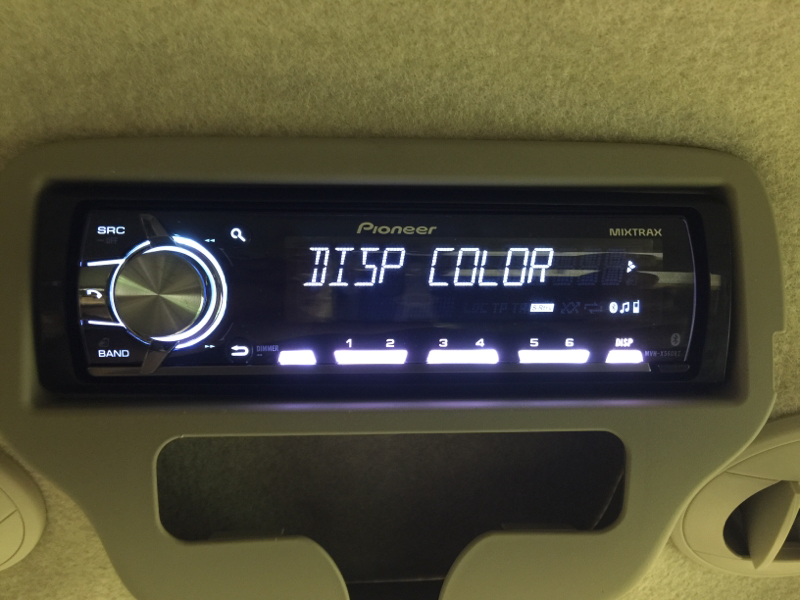 SRC
Pioneer
MIXTRAX
DISP COLOR
BAND
DIMMER
1 2 3 4 5 6 DISP